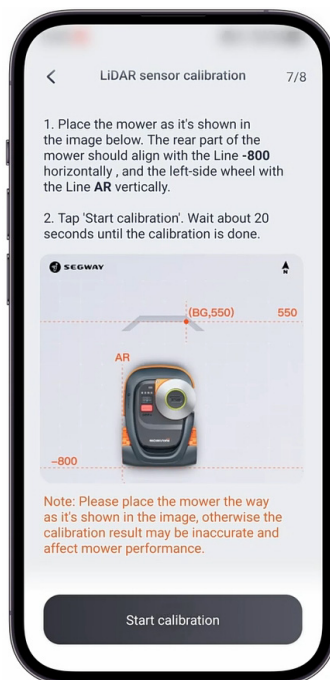 LiDAR sensor calibration 7/8
1. Place the mower as it's shown in
the image below. The rear part of the
mower should align with the Line -800
horizontally , and the left-side wheel with
the Line AR vertically.
2. Tap 'Start calibration'. Wait about 20
seconds until the calibration is done.
SEGWAY
N
(BG,550) 550
AR
-800
Note: Please place the mower the way
as it's shown in the image, otherwise the
calibration result may be inaccurate and
affect mower performance.
Start calibration